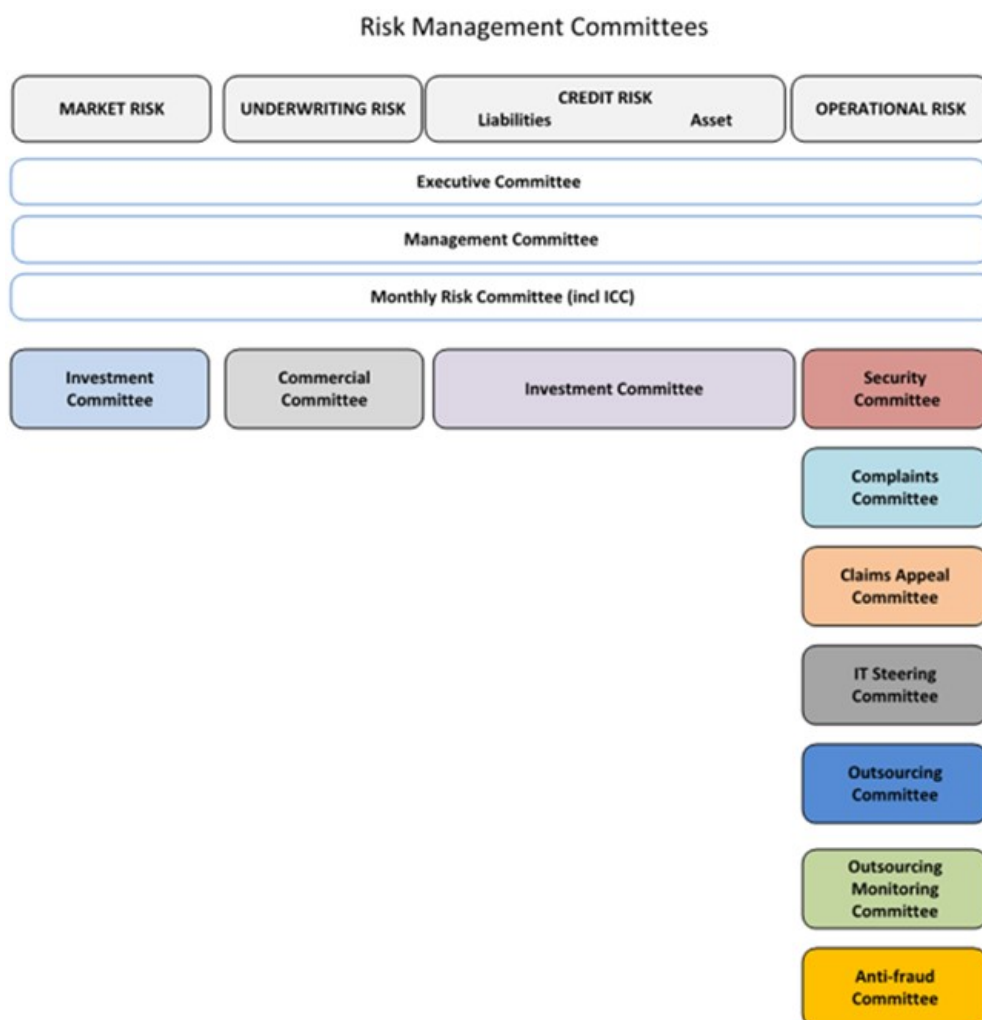 Risk Management Committees
MARKET RISK
UNDERWRITING RISK
CREDIT RISK
Liabilities Asset
OPERATIONAL RISK
Executive Committee
Management Committee
Monthly Risk Committee (incl ICC)
Investment
Committee
Commercial
Committee
Investment Committee
Security
Committee
Complaints
Committee
Claims Appeal
Committee
IT Steering
Committee
Outsourcing
Committee
Outsourcing
Monitoring
Committee
Anti-fraud
Committee